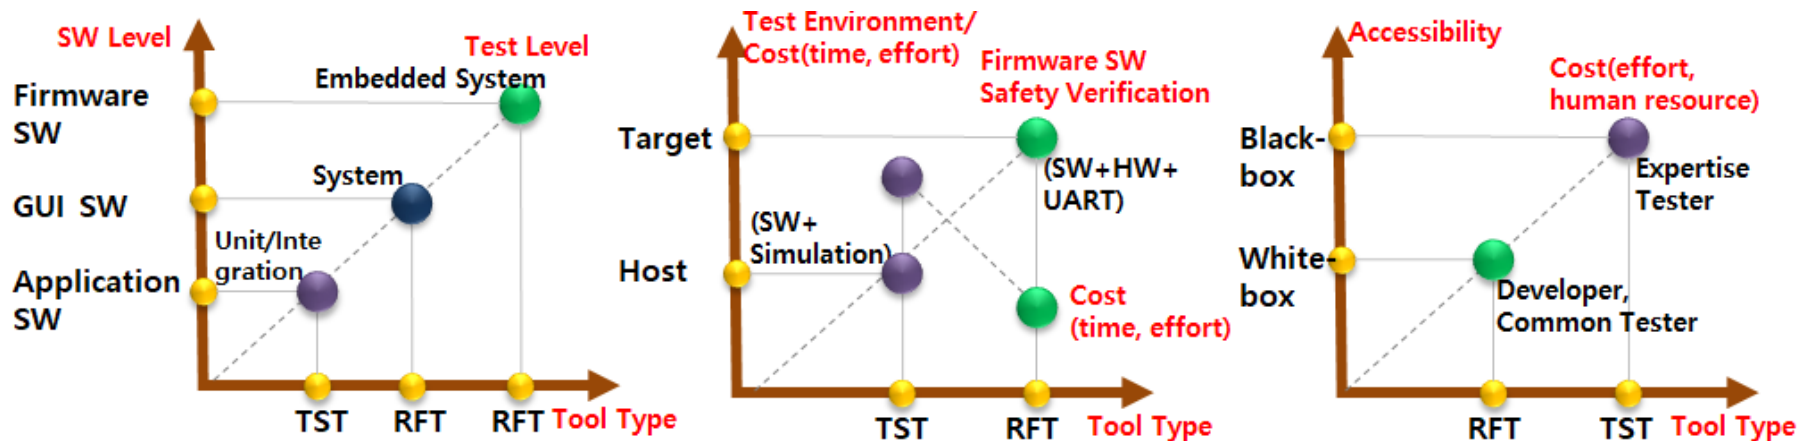 SW Level
Test Level
Embedded System
Firmware
SW
System
GUI SW
Unit/Inte
gration
Application
SW
TST
RFT
RFT
Tool Type
Test Environment/
Cost(time, effort)
Firmware SW
Safety Verification
Target
(SW+HW+
UART)
(SW+
Simulation)
Host
Cost
(time, effort)
TST
RFT
Tool Type
Accessibility
Cost(effort,
human resource)
Black-
box
Expertise
Tester
White-
box
Developer,
Common Tester
RFT
TST
Tool Type